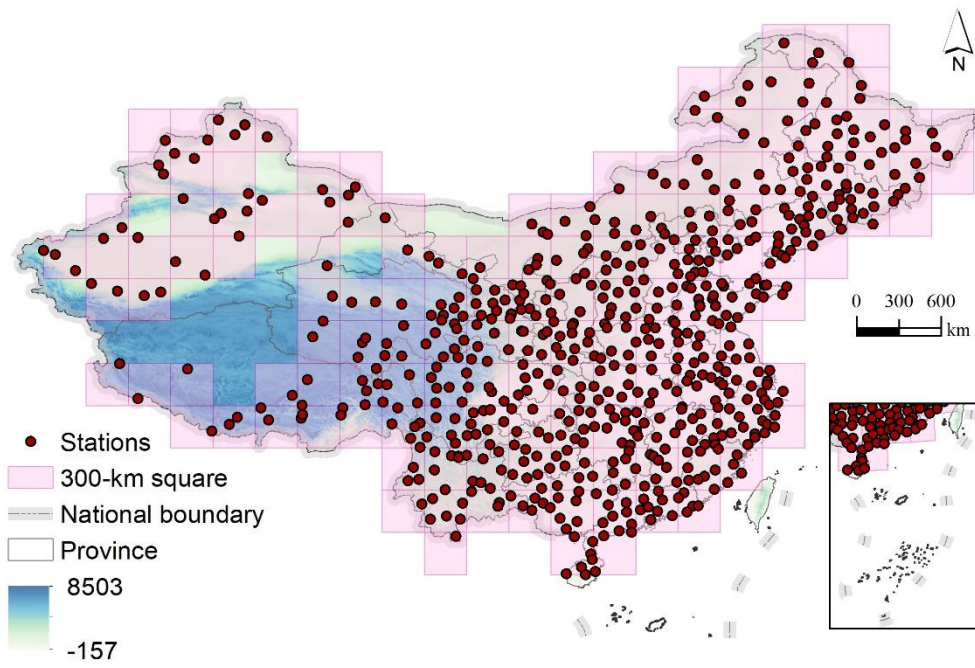 N
0 300 600
km
Stations
300-km square
National boundary
Province
8503
-157